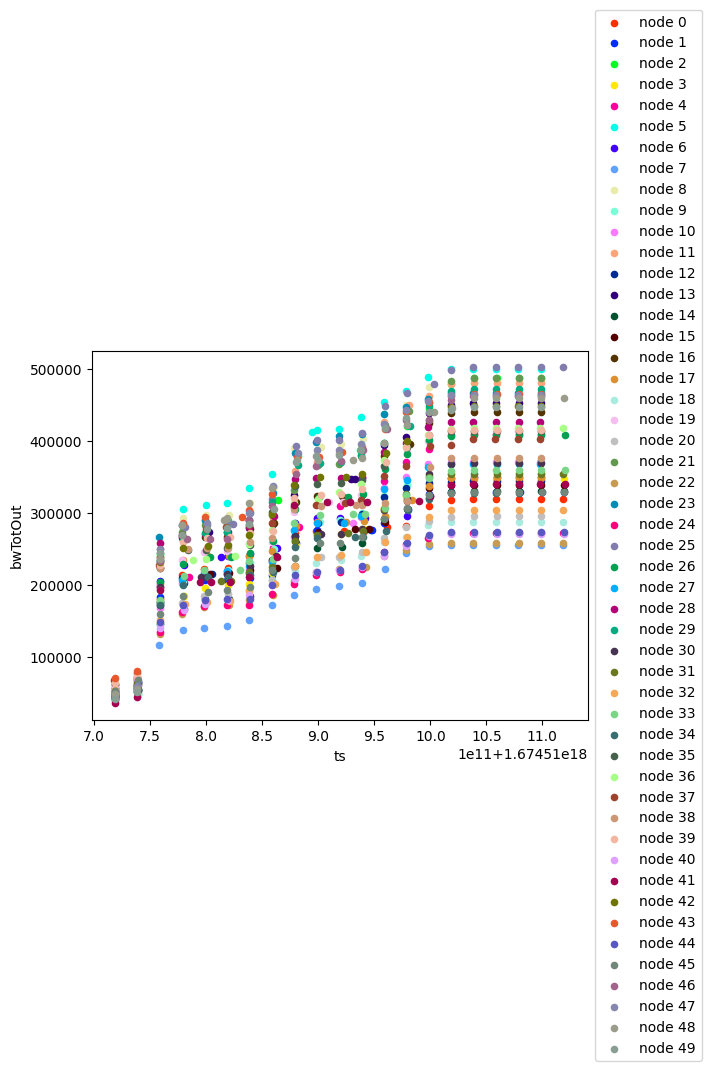 bwTotOut
500000
400000
300000
200000
100000
7.0
7.5
8.0
8.5
9.0
9.5
10.0
10.5
11.0
ts
1e11+1.67451e18
node 0
node 1
node 2
node 3
node 4
node 5
node 6
node 7
node 8
node 9
node 10
node 11
node 12
node 13
node 14
node 15
node 16
node 17
node 18
node 19
node 20
node 21
node 22
node 23
node 24
node 25
node 26
node 27
node 28
node 29
node 30
node 31
node 32
node 33
node 34
node 35
node 36
node 37
node 38
node 39
node 40
node 41
node 42
node 43
node 44
node 45
node 46
node 47
node 48
node 49